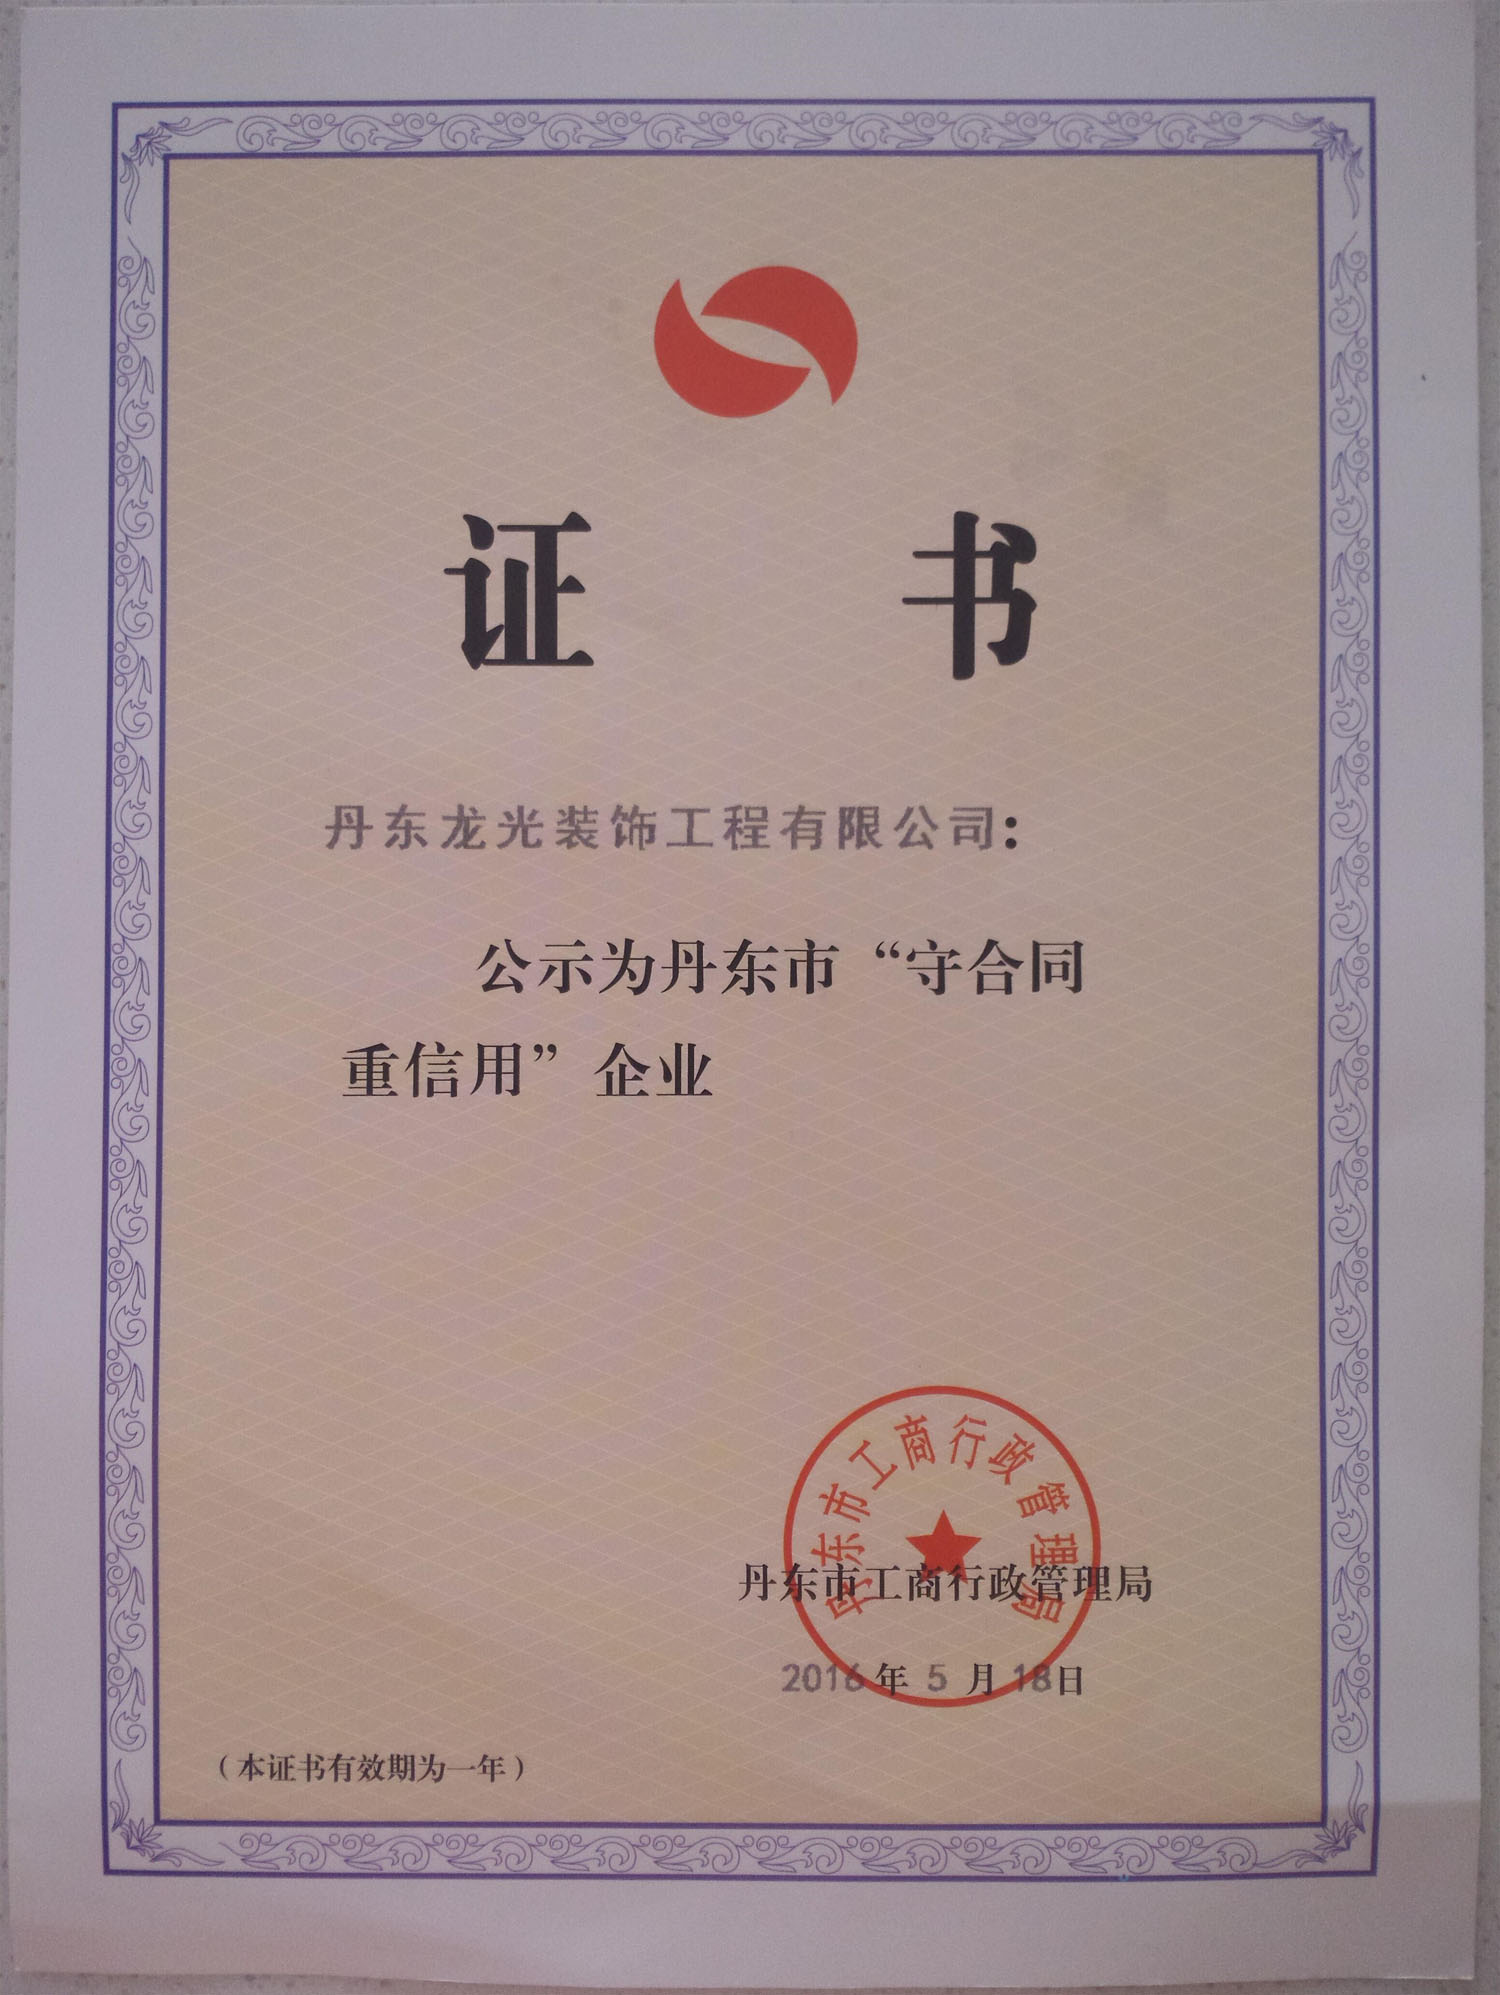 证书
丹东龙光装饰工程有限公司：
公示为丹东市“守合同
重信用”企业
丹东市工商行政管理局
丹东市工商行政管理局
2016年5月18日
（本证书有效期为一年）